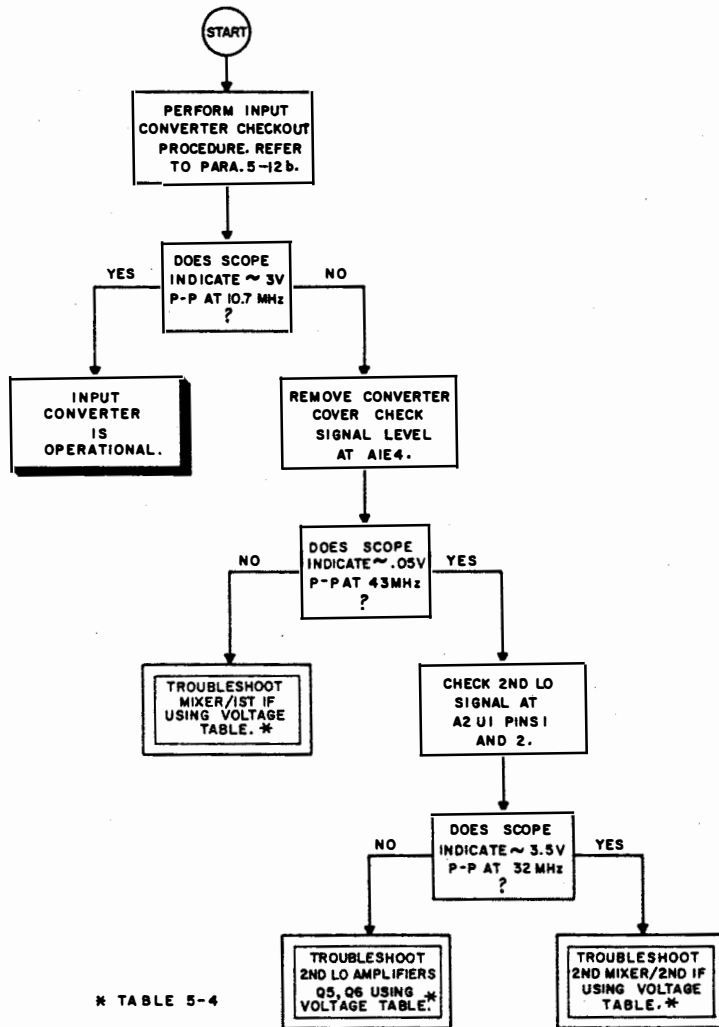 START
PERFORM INPUT
CONVERTER CHECKOUT
PROCEDURE. REFER
TO PARA. 5-12b.
DOES SCOPE
INDICATE ~ 3V
P-P AT 10.7 MHz
?
YES
NO
INPUT
CONVERTER
IS
OPERATIONAL.
REMOVE CONVERTER
COVER CHECK
SIGNAL LEVEL
AT A1E4.
DOES SCOPE
INDICATE ~ .05V
P-P AT 43MHz
?
NO
YES
TROUBLESHOOT
MIXER/1ST IF
USING VOLTAGE
TABLE. *
CHECK 2ND LO
SIGNAL AT
A2 U1 PINS 1
AND 2.
DOES SCOPE
INDICATE ~ 3.5V
P-P AT 32 MHz
?
NO
YES
TROUBLESHOOT
2ND LO AMPLIFIERS
Q5, Q6 USING
VOLTAGE TABLE. *
TROUBLESHOOT
2ND MIXER/2ND IF
USING VOLTAGE
TABLE. *
* TABLE 5-4